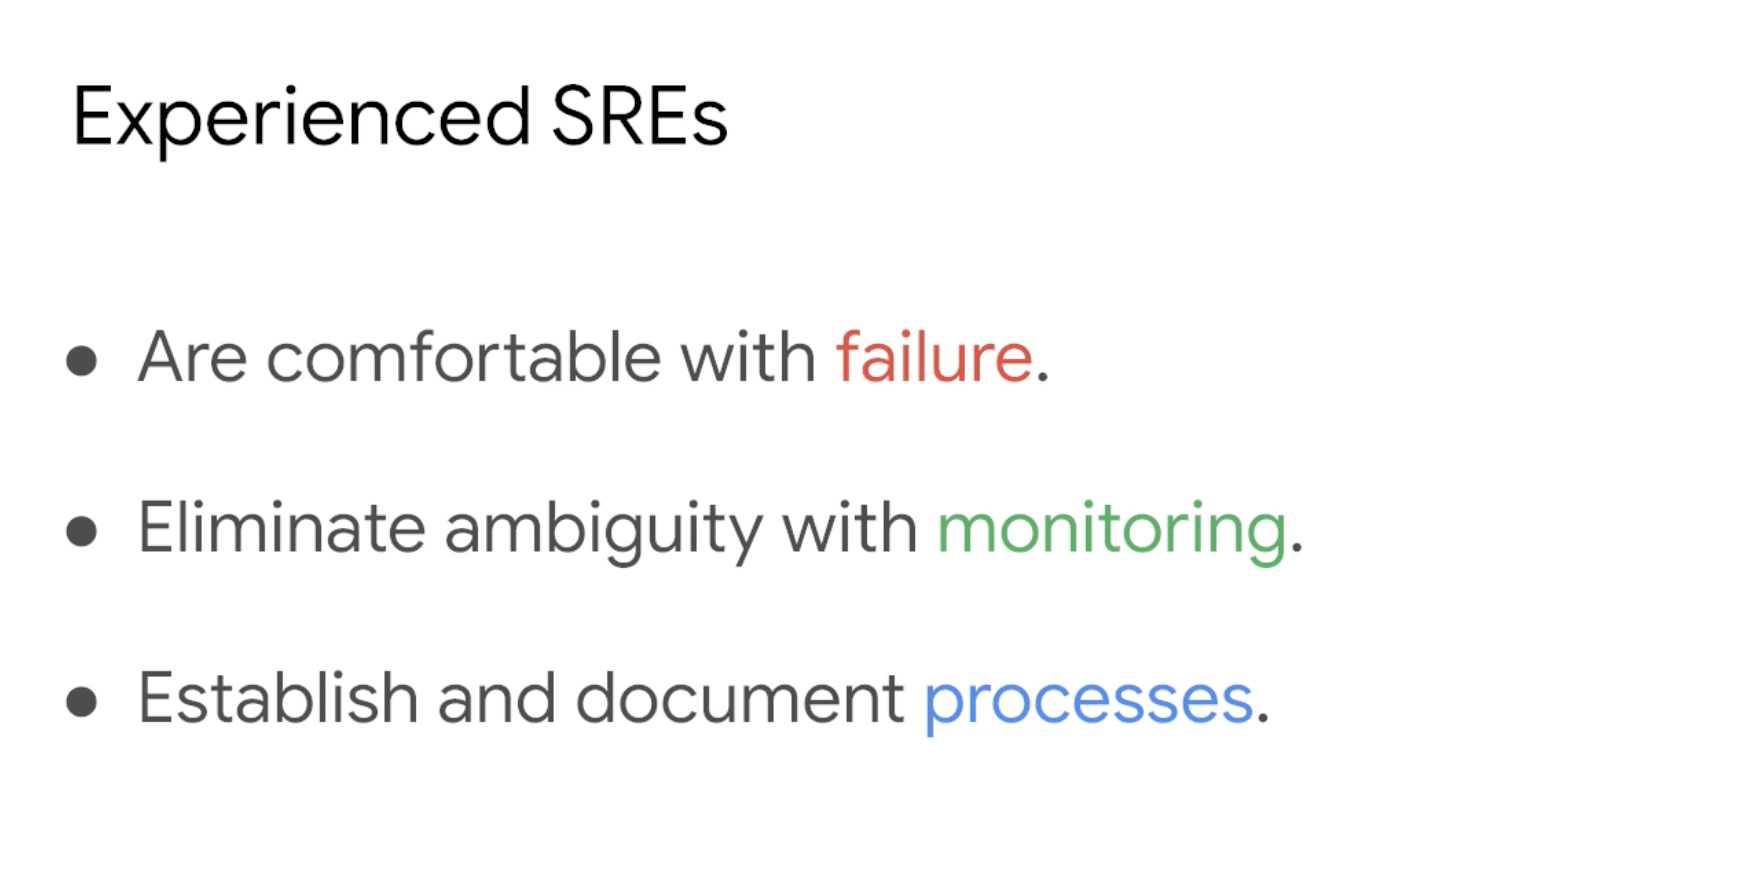 Experienced SREs
● Are comfortable with failure.
● Eliminate ambiguity with monitoring.
● Establish and document processes.